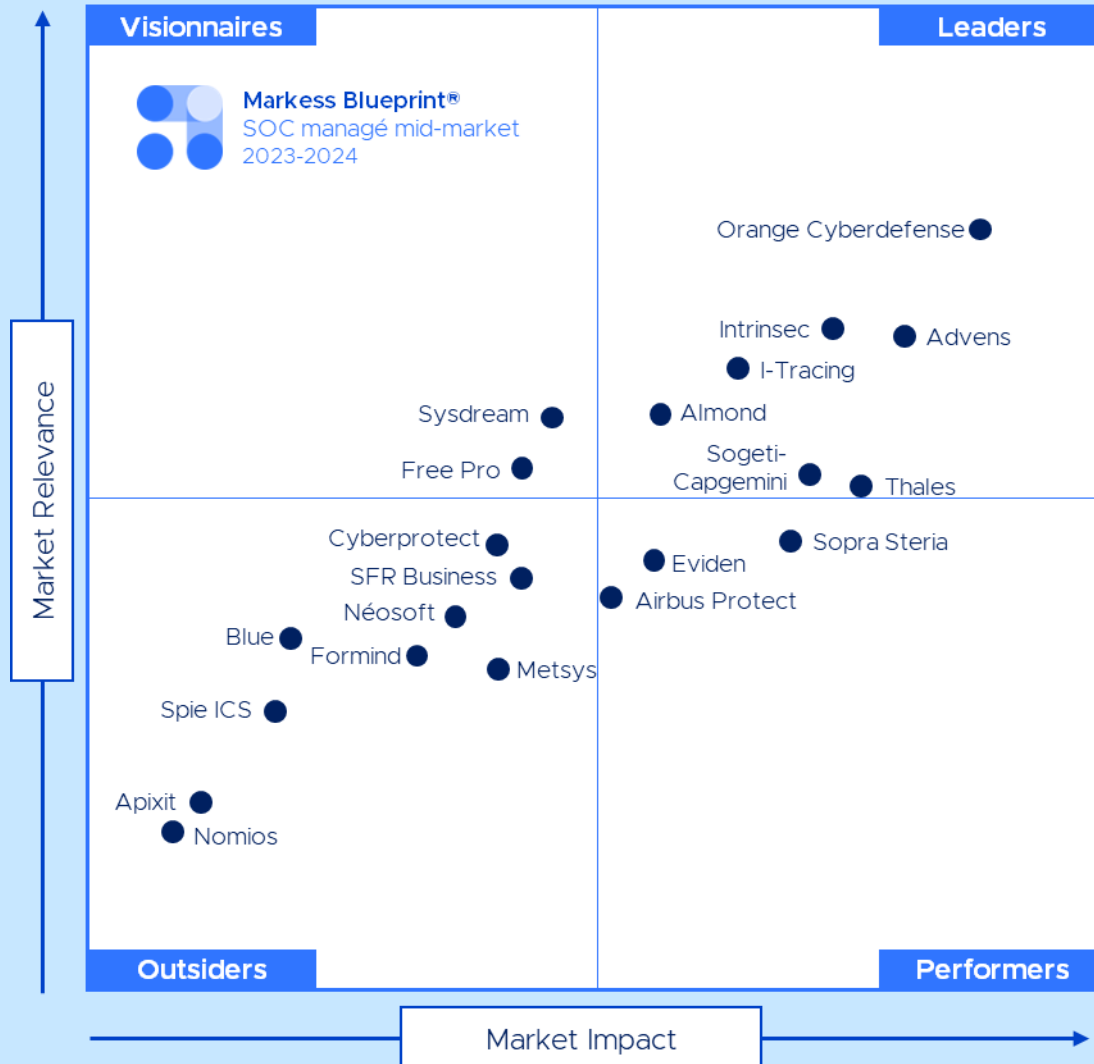 Visionnaires
Leaders
Markess Blueprint®
SOC managé mid-market
2023-2024
Orange Cyberdefense
Intrinsec
Advens
I-Tracing
Almond
Sysdream
Sogeti-
Capgemini
Free Pro
Thales
Market Relevance
Cyberprotect
Sopra Steria
Eviden
SFR Business
Airbus Protect
Néosoft
Blue
Formind
Metsys
Spie ICS
Apixit
Nomios
Outsiders
Performers
Market Impact